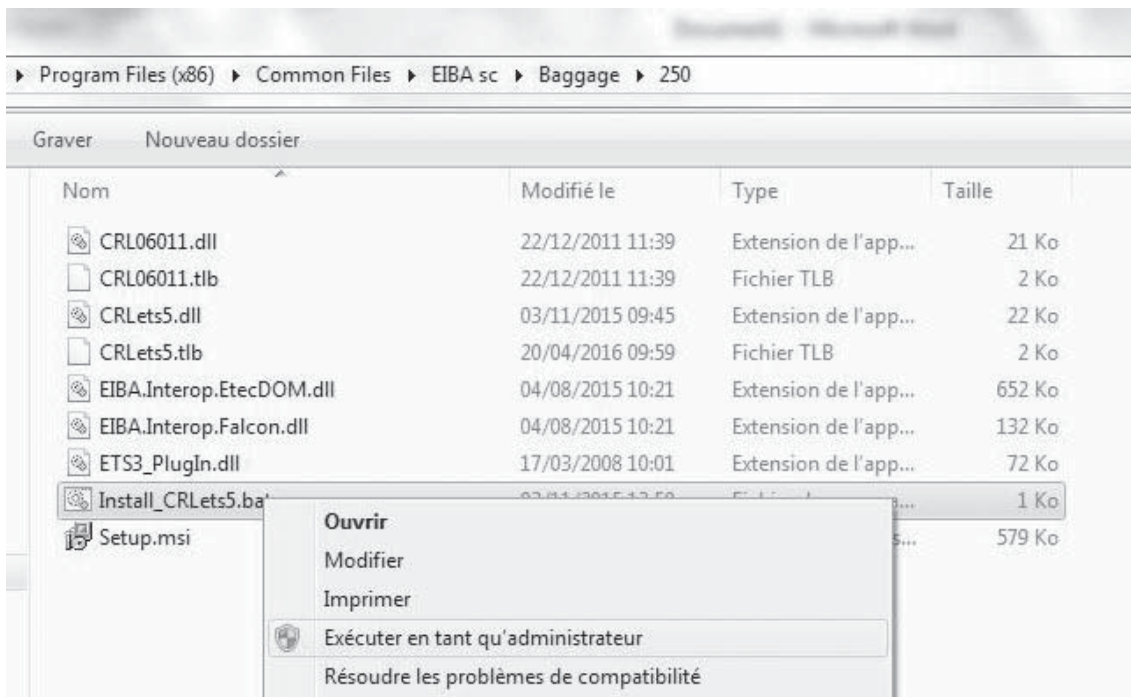 Program Files (x86) ▸ Common Files ▸ EIBA sc ▸ Baggage ▸ 250
Graver Nouveau dossier
Nom Modifié le Type Taille
CRL06011.dll 22/12/2011 11:39 Extension de l'app... 21 Ko
CRL06011.tlb 22/12/2011 11:39 Fichier TLB 2 Ko
CRLets5.dll 03/11/2015 09:45 Extension de l'app... 22 Ko
CRLets5.tlb 20/04/2016 09:59 Fichier TLB 2 Ko
EIBA.Interop.EtecDOM.dll 04/08/2015 10:21 Extension de l'app... 652 Ko
EIBA.Interop.Falcon.dll 04/08/2015 10:21 Extension de l'app... 132 Ko
ETS3_PlugIn.dll 17/03/2008 10:01 Extension de l'app... 72 Ko
Install_CRLets5.ba 1 Ko
Setup.msi s... 579 Ko
Ouvrir
Modifier
Imprimer
Exécuter en tant qu'administrateur
Résoudre les problèmes de compatibilité